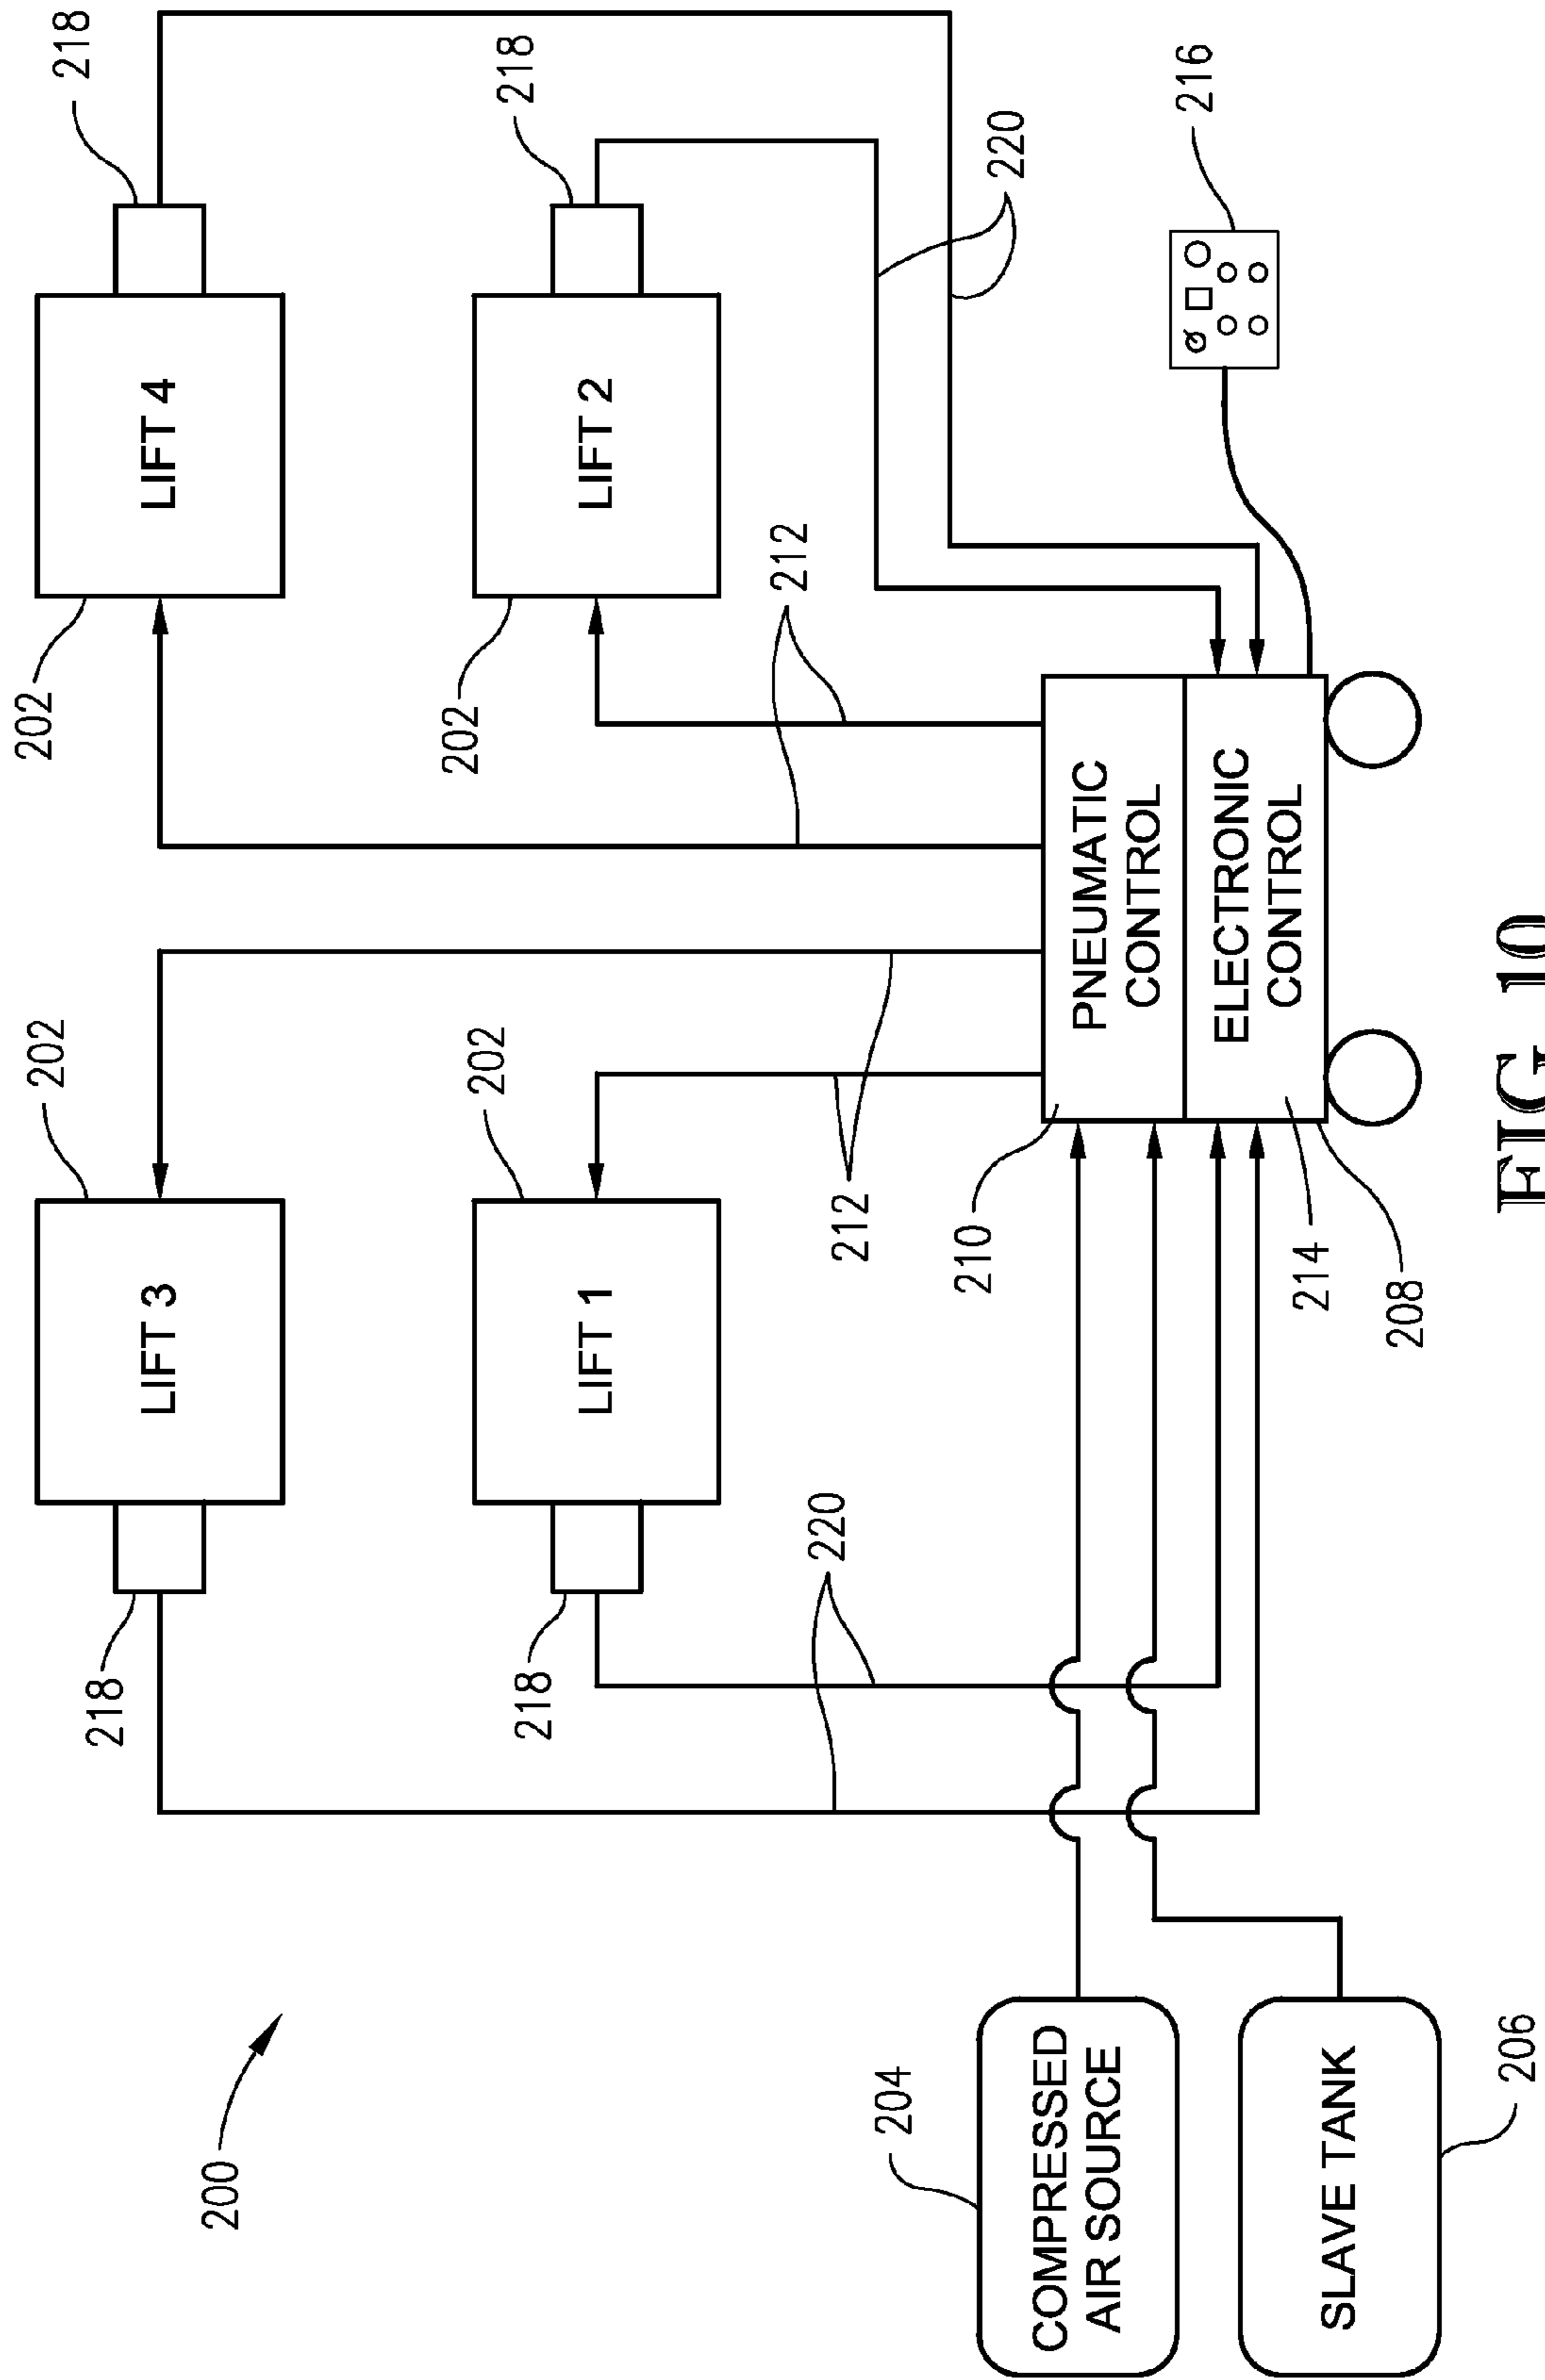 202
202
218
218
LIFT 3
LIFT 4
200
202
202
218
218
LIFT 1
LIFT 2
212
220
212
204
210
220
COMPRESSED
AIR SOURCE
PNEUMATIC
CONTROL
216
ELECTRONIC
CONTROL
214
SLAVE TANK
208
206
FIG 10